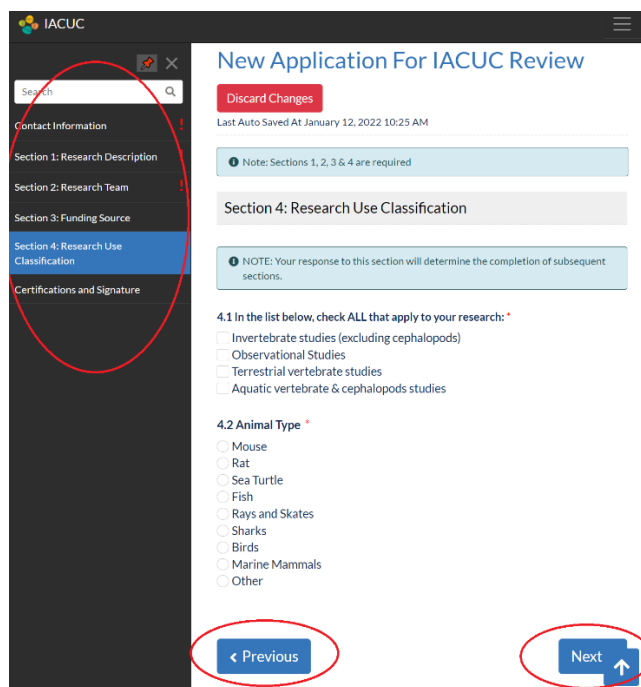 IACUC
Search
Contact Information !
Section 1: Research Description !
Section 2: Research Team !
Section 3: Funding Source
Section 4: Research Use
Classification
Certifications and Signature
New Application For IACUC Review
Discard Changes
Last Auto Saved At January 12, 2022 10:25 AM
Note: Sections 1, 2, 3 & 4 are required
Section 4: Research Use Classification
NOTE: Your response to this section will determine the completion of subsequent
sections.
4.1 In the list below, check ALL that apply to your research: *
Invertebrate studies (excluding cephalopods)
Observational Studies
Terrestrial vertebrate studies
Aquatic vertebrate & cephalopods studies
4.2 Animal Type *
Mouse
Rat
Sea Turtle
Fish
Rays and Skates
Sharks
Birds
Marine Mammals
Other
Previous
Next